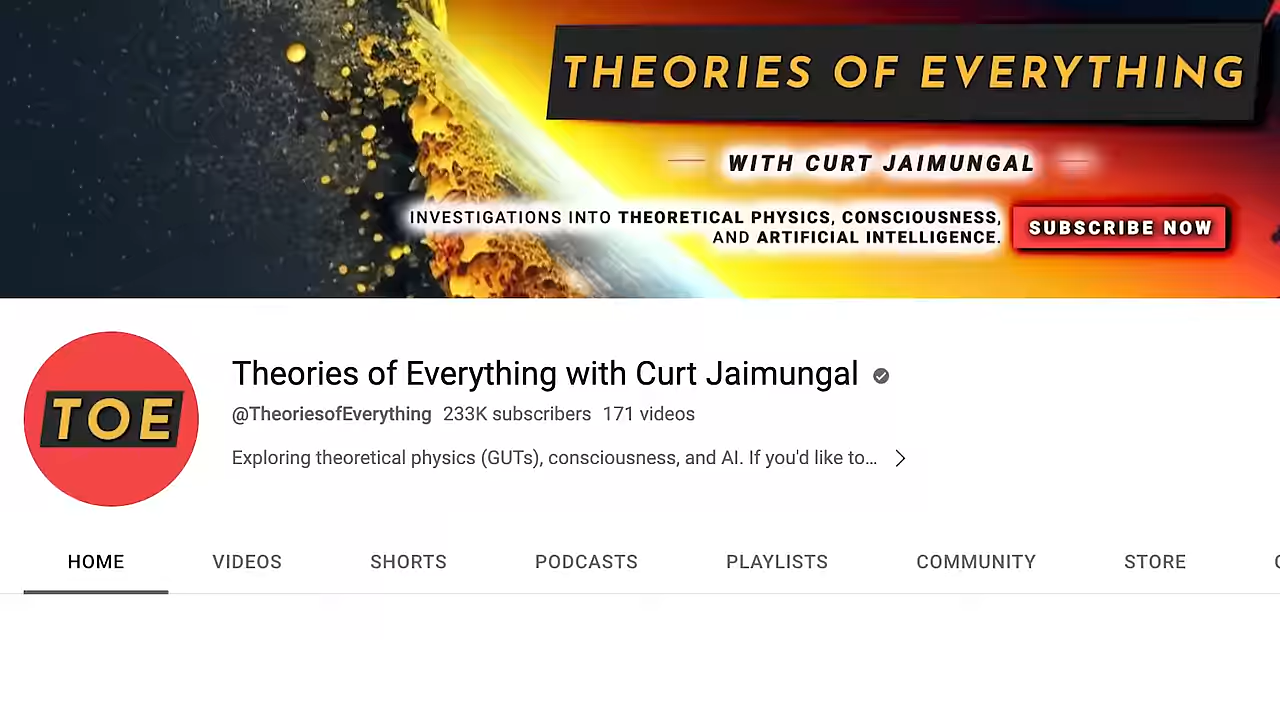 THEORIES OF EVERYTHING
WITH CURT JAIMUNGAL
INVESTIGATIONS INTO THEORETICAL PHYSICS, CONSCIOUSNESS,
AND ARTIFICIAL INTELLIGENCE.
SUBSCRIBE NOW
TOE
Theories of Everything with Curt Jaimungal
@TheoriesofEverything 233K subscribers 171 videos
Exploring theoretical physics (GUTs), consciousness, and AI. If you'd like to...
HOME VIDEOS SHORTS PODCASTS PLAYLISTS COMMUNITY STORE